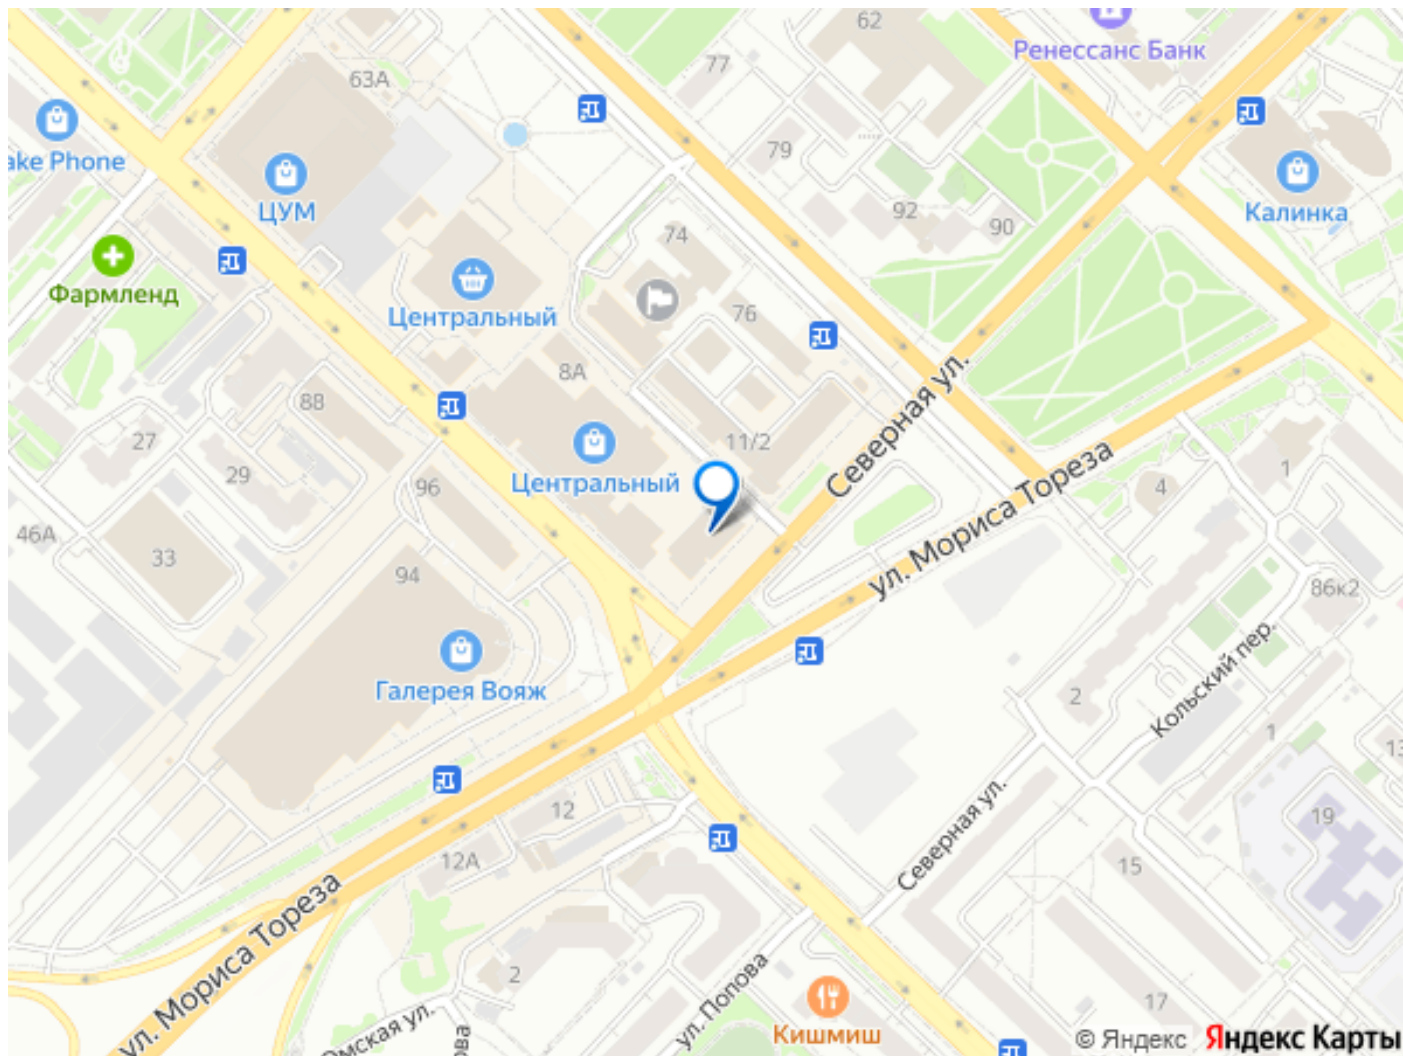 62
Ренессанс Банк
77
63А
ake Phone
79
ЦУМ
Калинка
92
90
74
Фармленд
Центральный
76
8А
88
27
11/2
29
Центральный
96
Северная ул.
ул. Мориса Тореза
1
4
46А
33
94
86к2
Галерея Вояж
2
Кольский пер.
1
13
12
12А
Северная ул.
19
15
ул. Мориса Тореза
2
ул. Попова
17
Омская ул.
ова
Кишмиш
© Яндекс Яндекс Карты